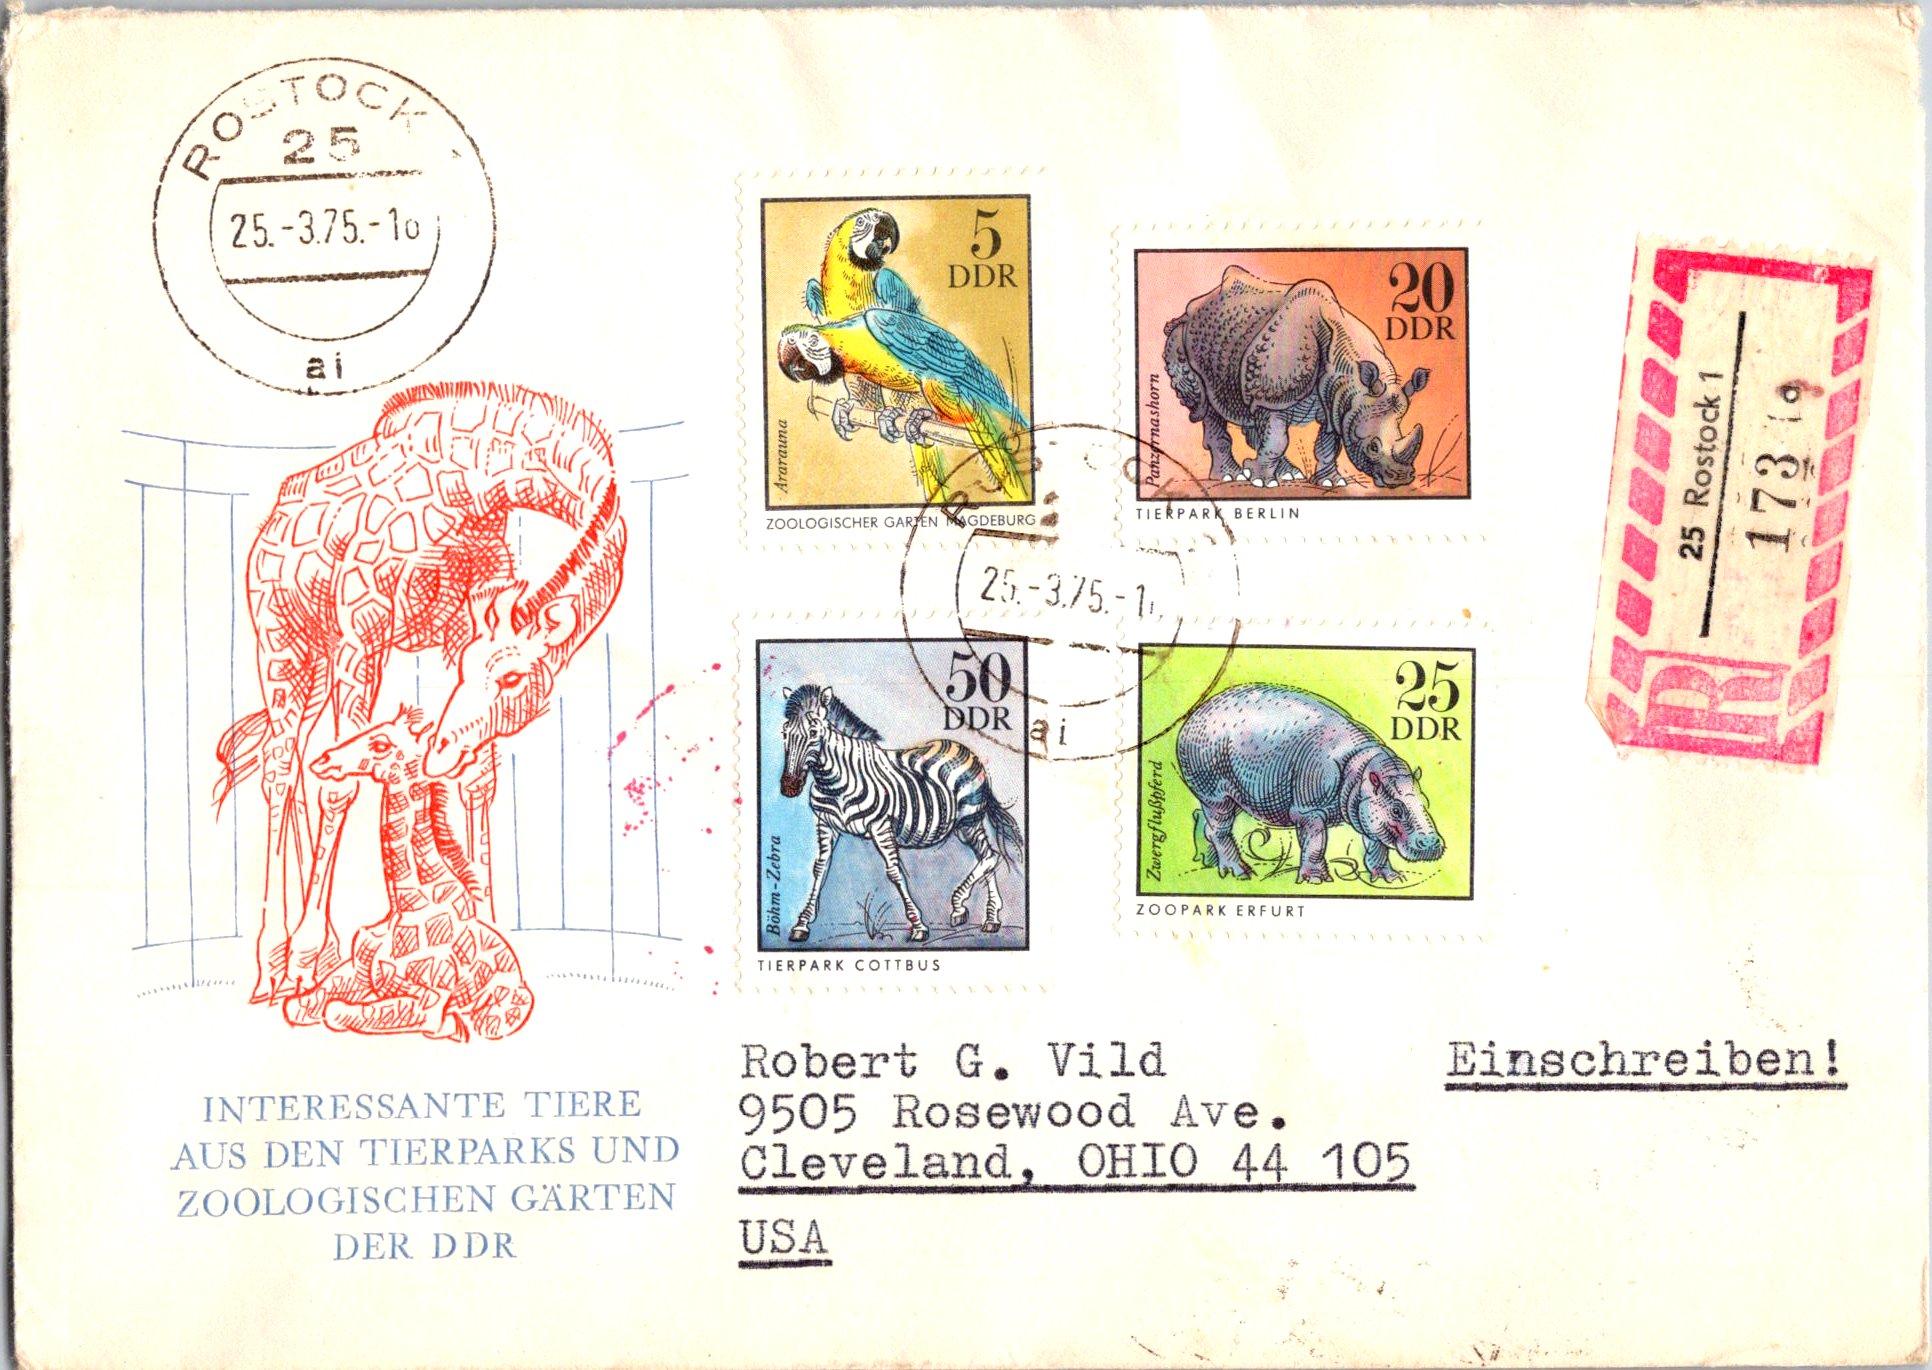 ROSTOCK
25
25.-3.75.-10
ai
5
DDR
Ararauna
ZOOLOGISCHER GARTEN MAGDEBURG
20
DDR
Panzernashorn
TIERPARK BERLIN
25 Rostock 1
173
R
25.-3.75.-1
ai
50
DDR
Böhm-Zebra
TIERPARK COTTBUS
25
DDR
Zwergflußpferd
ZOOPARK ERFURT
INTERESSANTE TIERE
AUS DEN TIERPARKS UND
ZOOLOGISCHEN GÄRTEN
DER DDR
Robert G. Vild
9505 Rosewood Ave.
Cleveland, OHIO 44 105
USA
Einschreiben!